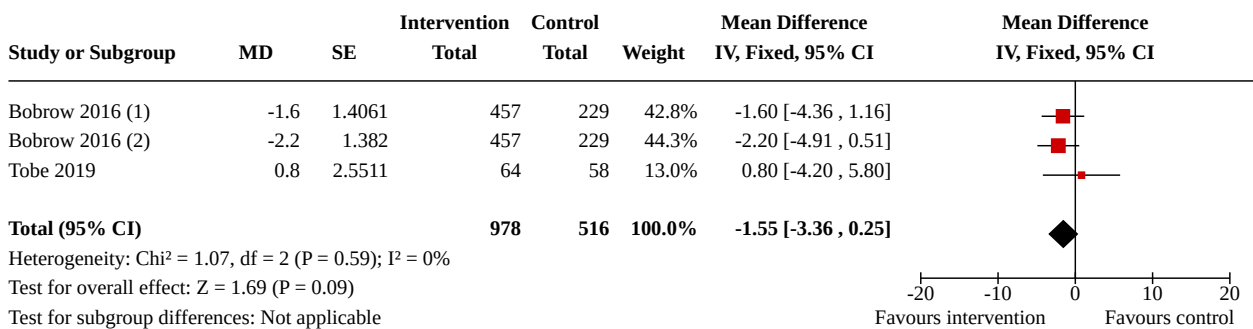 Intervention Control Mean Difference Mean Difference
Study or Subgroup MD SE Total Total Weight IV, Fixed, 95% CI IV, Fixed, 95% CI
Bobrow 2016 (1) -1.6 1.4061 457 229 42.8% -1.60 [-4.36 , 1.16]
Bobrow 2016 (2) -2.2 1.382 457 229 44.3% -2.20 [-4.91 , 0.51]
Tobe 2019 0.8 2.5511 64 58 13.0% 0.80 [-4.20 , 5.80]
Total (95% CI) 978 516 100.0% -1.55 [-3.36 , 0.25]
Heterogeneity: Chi² = 1.07, df = 2 (P = 0.59); I² = 0%
Test for overall effect: Z = 1.69 (P = 0.09)
-20 -10 0 10 20
Test for subgroup differences: Not applicable
Favours intervention Favours control